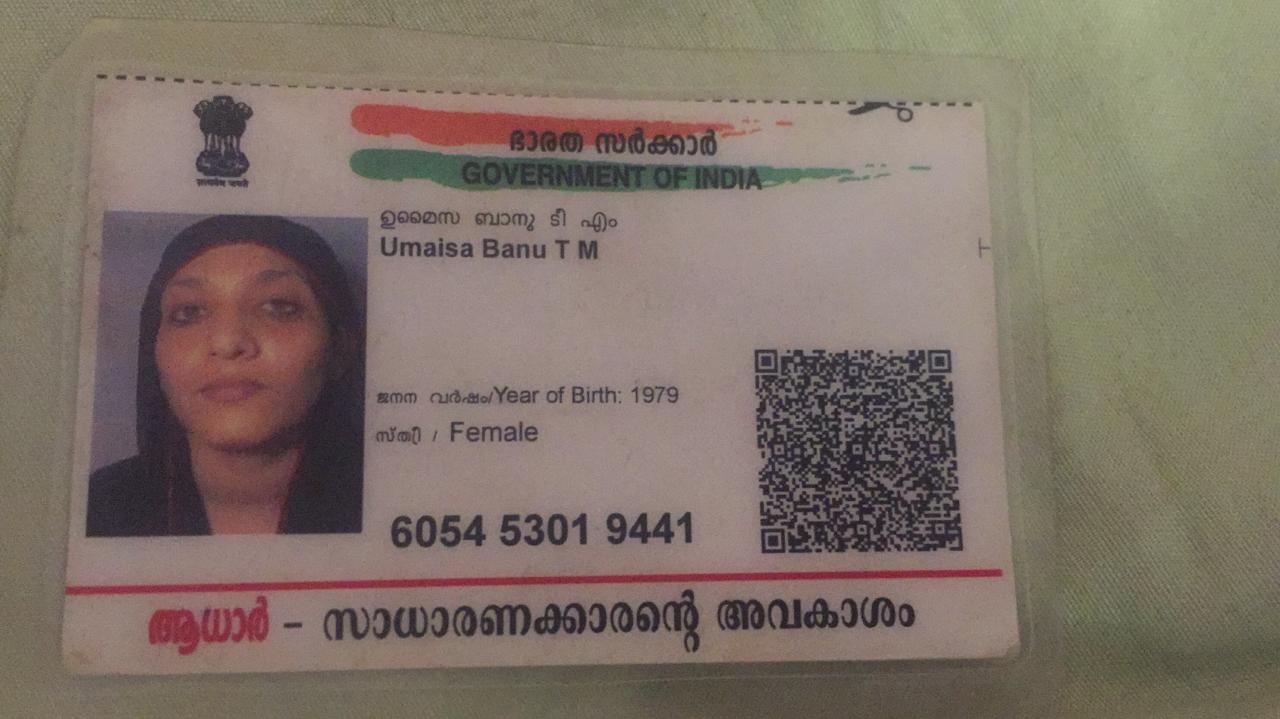 ഭാരത സർക്കാർ
GOVERNMENT OF INDIA
सत्यमेव जयते
ഉമൈസ ബാനു ടീ എം
Umaisa Banu T M
ജനന വർഷം/Year of Birth: 1979
സ്ത്രീ / Female
6054 5301 9441
ആധാർ – സാധാരണക്കാരന്റെ അവകാശം